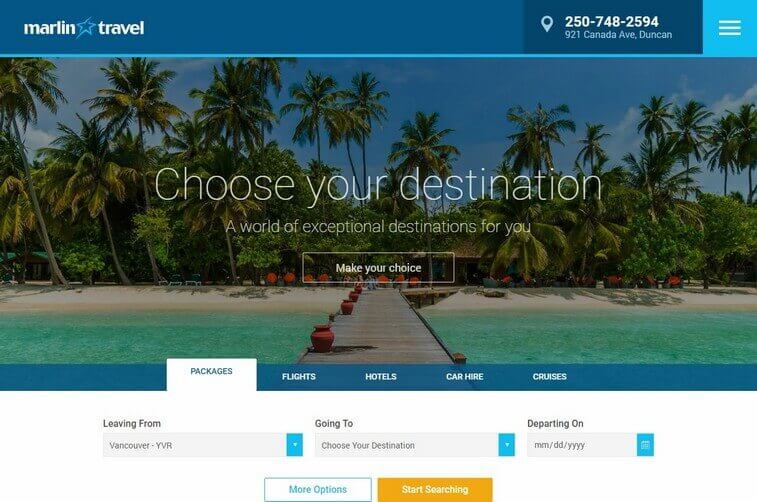 marlin travel
250-748-2594
921 Canada Ave, Duncan
Choose your destination
A world of exceptional destinations for you
Make your choice
PACKAGES FLIGHTS HOTELS CAR HIRE CRUISES
Leaving From Going To Departing On
Vancouver - YVR Choose Your Destination mm/dd/yyyy
More Options Start Searching